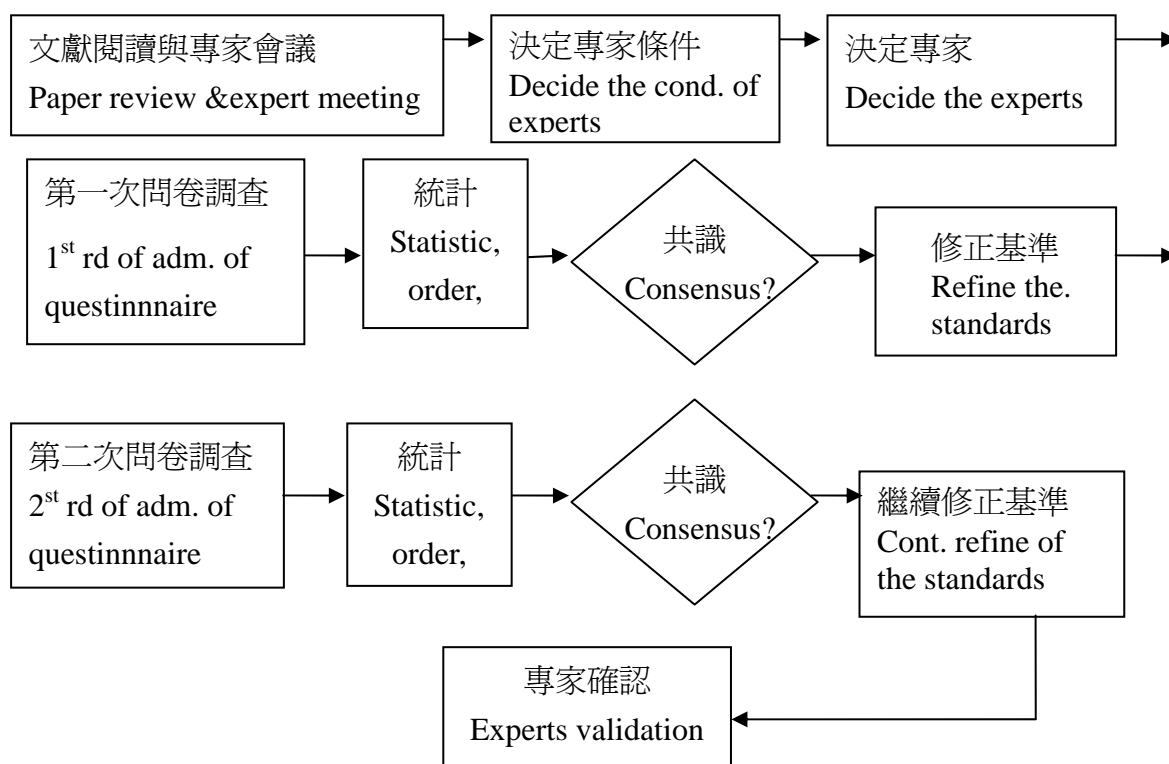 文獻閱讀與專家會議
Paper review &expert meeting
決定專家條件
Decide the cond. of
experts
決定專家
Decide the experts
第一次問卷調查
1st rd of adm. of
questinnnaire
統計
Statistic,
order,
共識
Consensus?
修正基準
Refine the.
standards
第二次問卷調查
2st rd of adm. of
questinnnaire
統計
Statistic,
order,
共識
Consensus?
繼續修正基準
Cont. refine of
the standards
專家確認
Experts validation